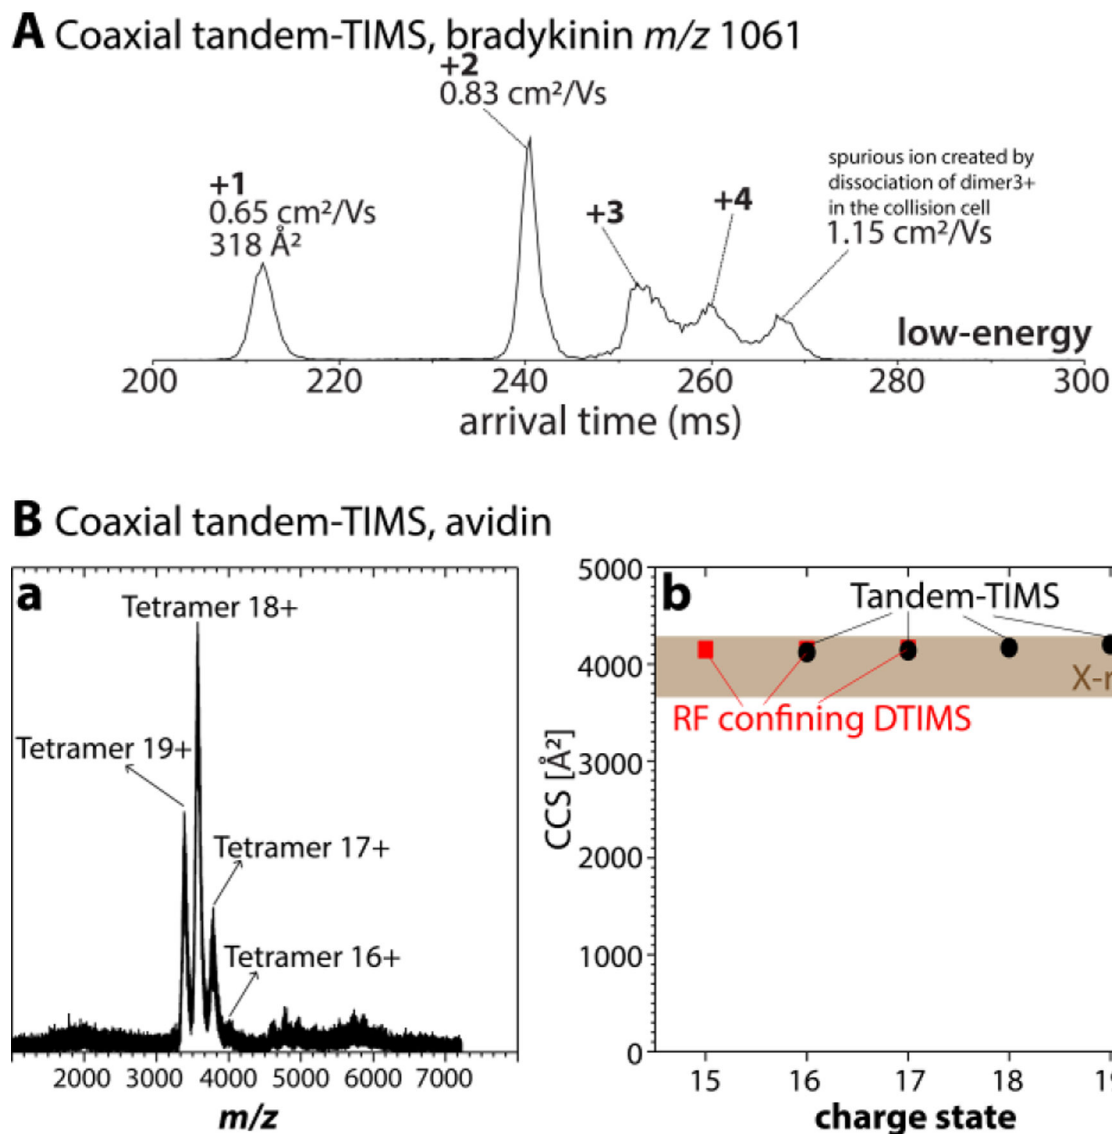 A Coaxial tandem-TIMS, bradykinin m/z 1061
+2
0.83 cm²/Vs
+1
0.65 cm²/Vs
318 Å²
+3
+4
spurious ion created by
dissociation of dimer3+
in the collision cell
1.15 cm²/Vs
low-energy
200 220 240 260 280 300
arrival time (ms)
B Coaxial tandem-TIMS, avidin
a
Tetramer 18+
Tetramer 19+
Tetramer 17+
Tetramer 16+
2000 3000 4000 5000 6000 7000
m/z
b
Tandem-TIMS
X-r
RF confining DTIMS
CCS [Å²]
5000
4000
3000
2000
1000
0
15 16 17 18 19
charge state